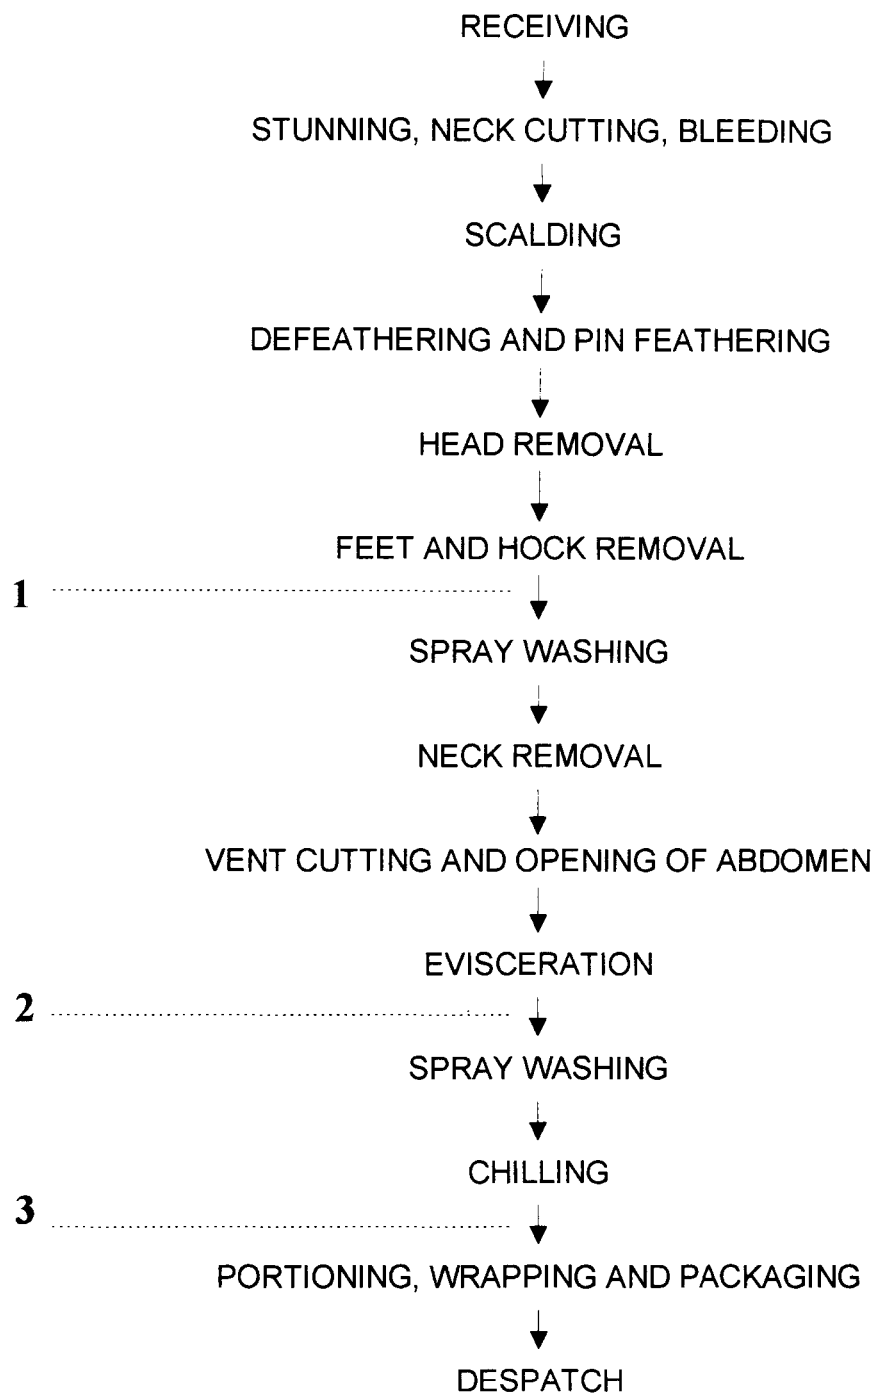 RECEIVING
STUNNING, NECK CUTTING, BLEEDING
SCALDING
DEFEATHERING AND PIN FEATHERING
HEAD REMOVAL
FEET AND HOCK REMOVAL
1
SPRAY WASHING
NECK REMOVAL
VENT CUTTING AND OPENING OF ABDOMEN
EVISCERATION
2
SPRAY WASHING
CHILLING
3
PORTIONING, WRAPPING AND PACKAGING
DESPATCH